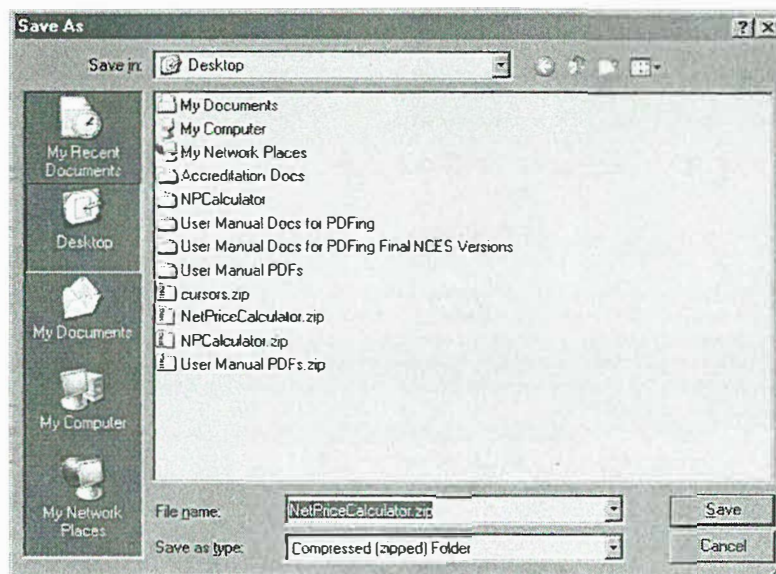 Save As
Save in: Desktop
My Recent
Documents
Desktop
My Documents
My Computer
My Network
Places
My Documents
My Computer
My Network Places
Accreditation Docs
NPCalculator
User Manual Docs for PDFing
User Manual Docs for PDFing Final NCES Versions
User Manual PDFs
cursors.zip
NetPriceCalculator.zip
NPCalculator.zip
User Manual PDFs.zip
File name: NetPriceCalculator.zip Save
Save as type: Compressed (zipped) Folder Cancel